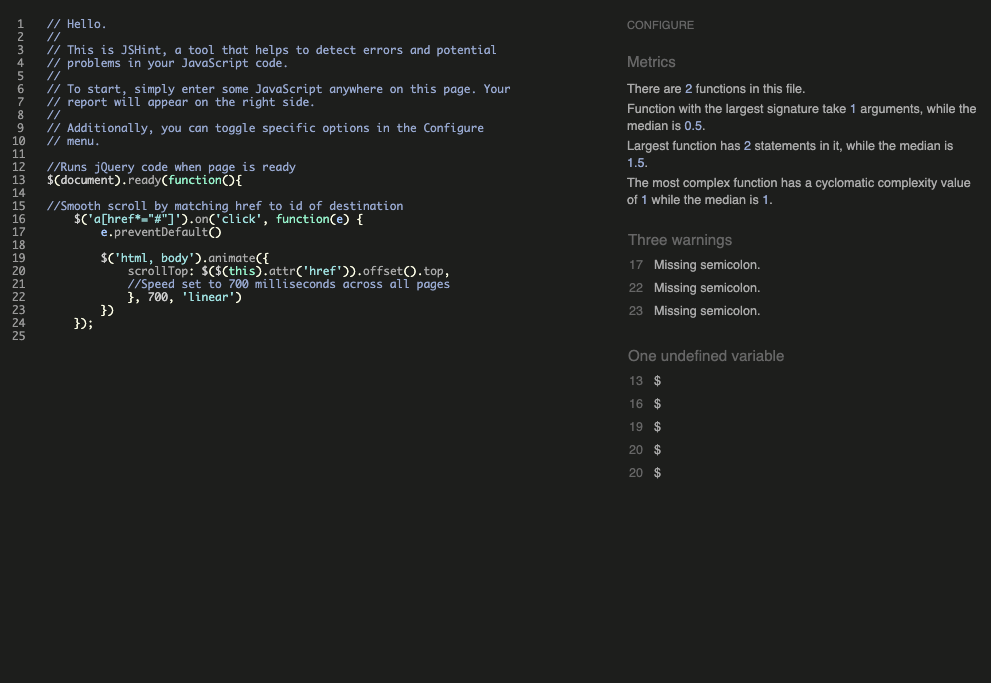 1 // Hello.
2 //
3 // This is JSHint, a tool that helps to detect errors and potential
4 // problems in your JavaScript code.
5 //
6 // To start, simply enter some JavaScript anywhere on this page. Your
7 // report will appear on the right side.
8 //
9 // Additionally, you can toggle specific options in the Configure
10 // menu.
11
12 //Runs jQuery code when page is ready
13 $(document).ready(function(){
14
15 //Smooth scroll by matching href to id of destination
16     $('a[href*="#"]').on('click', function(e) {
17         e.preventDefault()
18
19         $('html, body').animate({
20             scrollTop: $($(this).attr('href')).offset().top,
21             //Speed set to 700 milliseconds across all pages
22             }, 700, 'linear')
23         })
24     });
25
CONFIGURE
Metrics
There are 2 functions in this file.
Function with the largest signature take 1 arguments, while the
median is 0.5.
Largest function has 2 statements in it, while the median is
1.5.
The most complex function has a cyclomatic complexity value
of 1 while the median is 1.
Three warnings
17 Missing semicolon.
22 Missing semicolon.
23 Missing semicolon.
One undefined variable
13 $
16 $
19 $
20 $
20 $